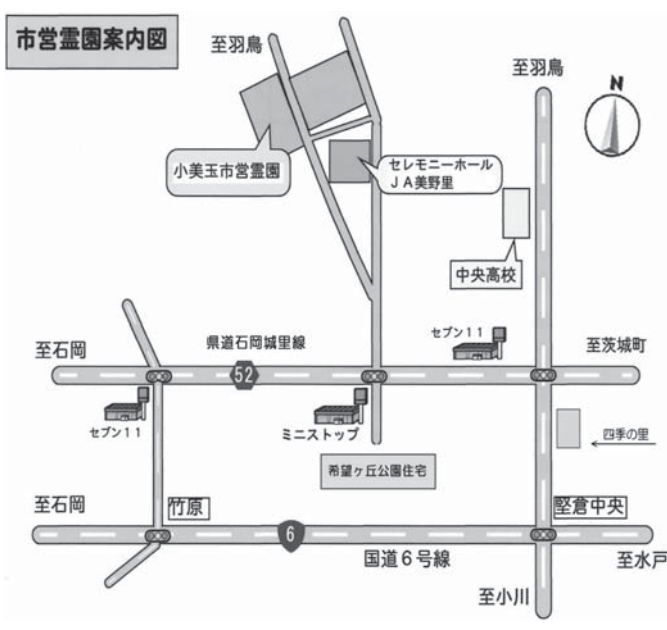 市営霊園案内図
至羽鳥
至羽鳥
N
小美玉市営霊園
セレモニーホール
JA美野里
中央高校
セブン11
県道石岡城里線
至石岡
至茨城町
52
セブン11
ミニストップ
四季の里
希望ヶ丘公園住宅
至石岡
竹原
堅倉中央
6
国道6号線
至水戸
至小川